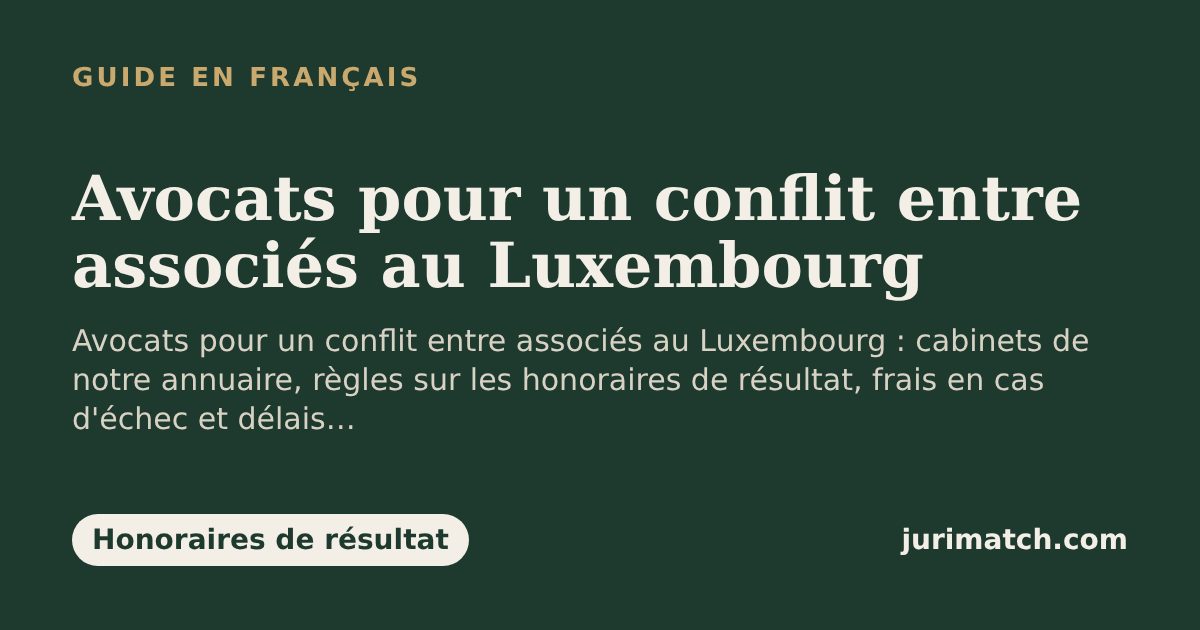 GUIDE EN FRANÇAIS
Avocats pour un conflit entre
associés au Luxembourg
Avocats pour un conflit entre associés au Luxembourg : cabinets de
notre annuaire, règles sur les honoraires de résultat, frais en cas
d'échec et délais…
Honoraires de résultat
jurimatch.com